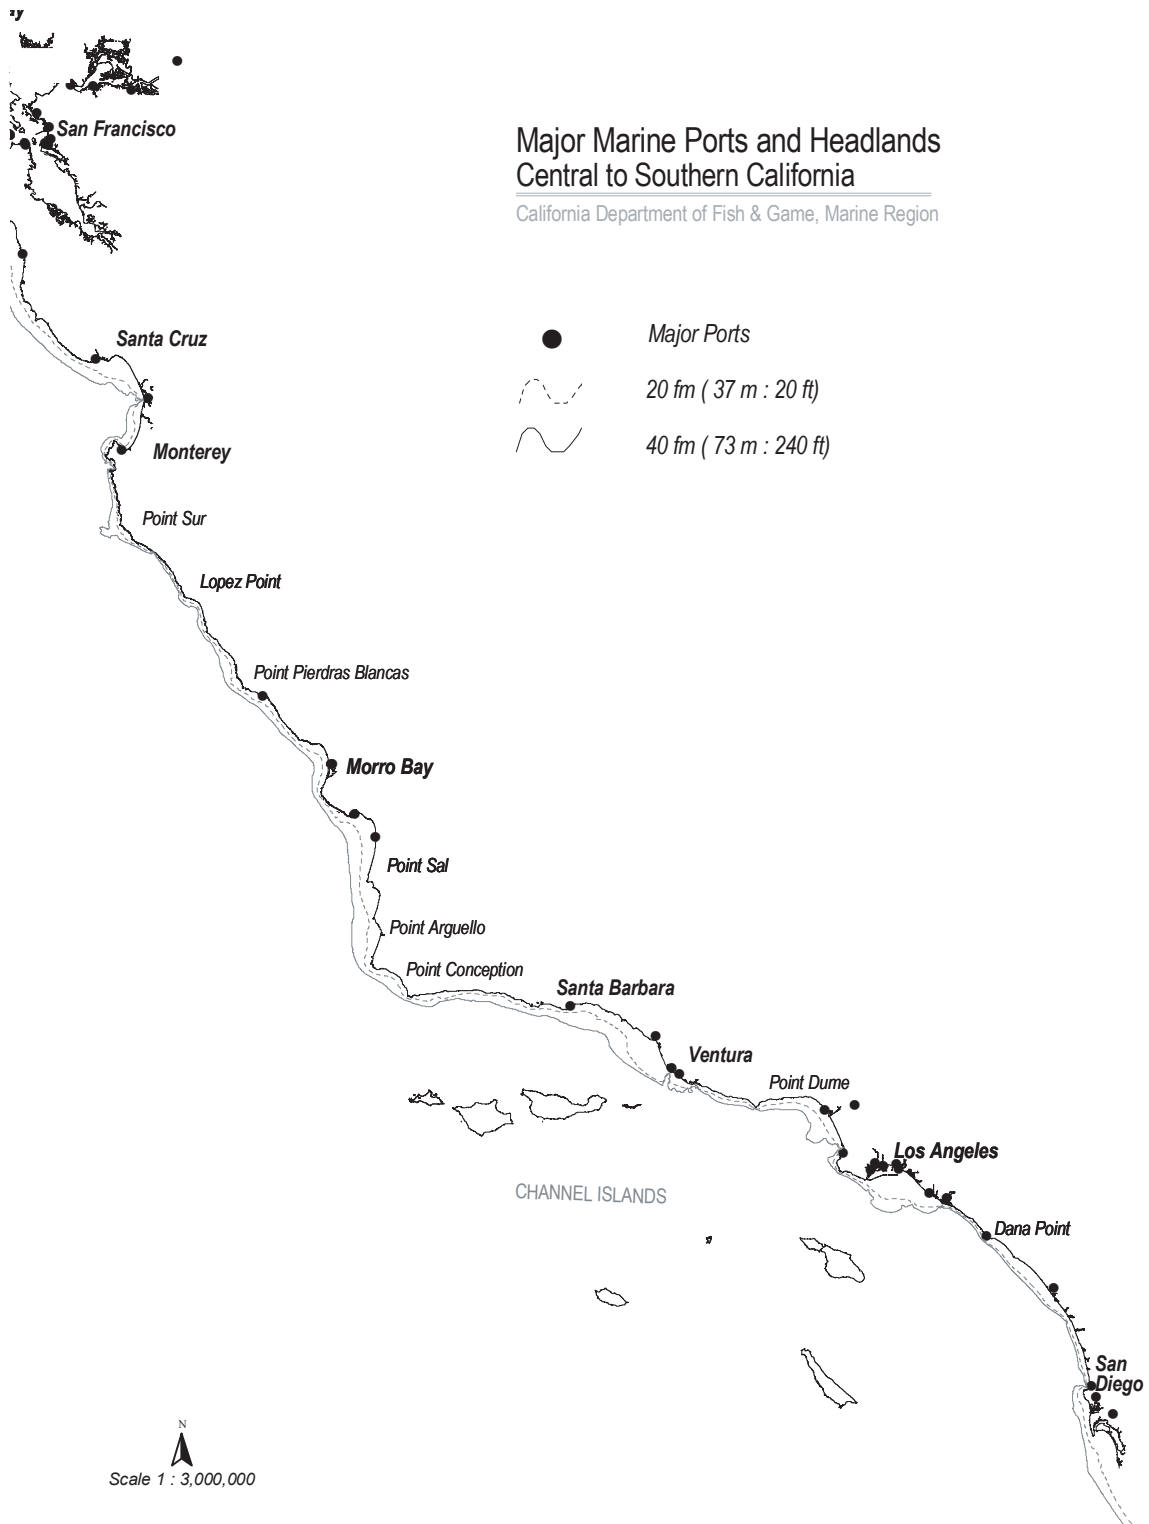 ay
San Francisco
Major Marine Ports and Headlands
Central to Southern California
California Department of Fish & Game, Marine Region
Major Ports
20 fm ( 37 m : 20 ft)
40 fm ( 73 m : 240 ft)
Santa Cruz
Monterey
Point Sur
Lopez Point
Point Pierdras Blancas
Morro Bay
Point Sal
Point Arguello
Point Conception
Santa Barbara
Ventura
Point Dume
Los Angeles
CHANNEL ISLANDS
Dana Point
San
Diego
N
Scale 1 : 3,000,000